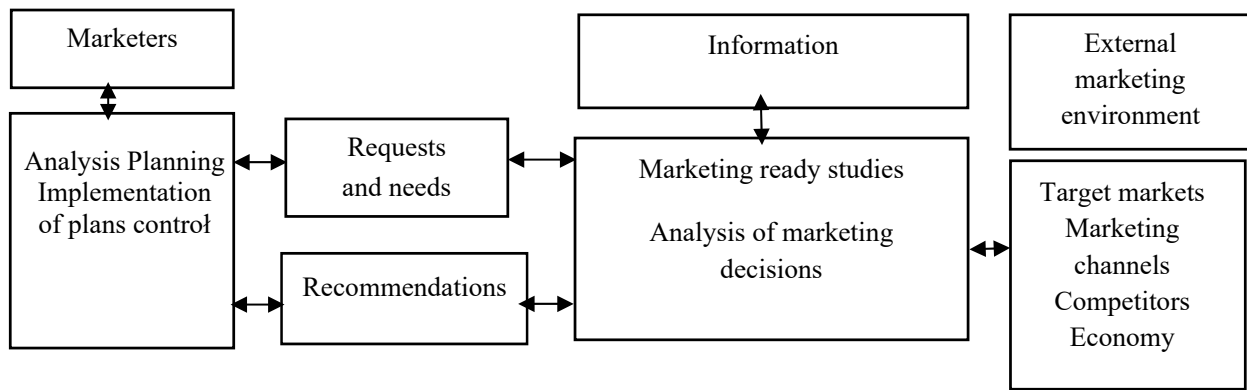 Marketers
Information
External
marketing
environment
Analysis Planning
Implementation
of plans control
Requests
and needs
Recommendations
Marketing ready studies
Analysis of marketing
decisions
Target markets
Marketing
channels
Competitors
Economy